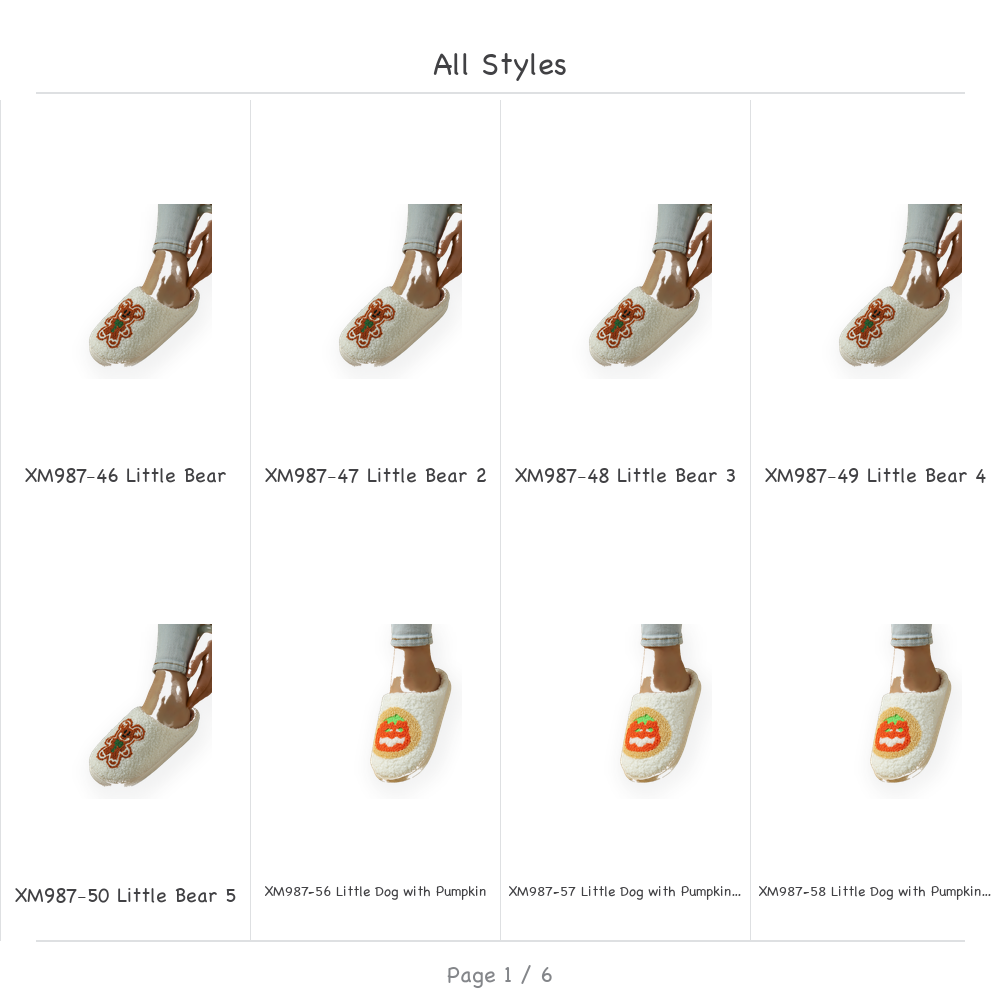 All Styles
XM987-46 Little Bear
XM987-47 Little Bear 2
XM987-48 Little Bear 3
XM987-49 Little Bear 4
XM987-50 Little Bear 5
XM987-56 Little Dog with Pumpkin
XM987-57 Little Dog with Pumpkin...
XM987-58 Little Dog with Pumpkin...
Page 1 / 6